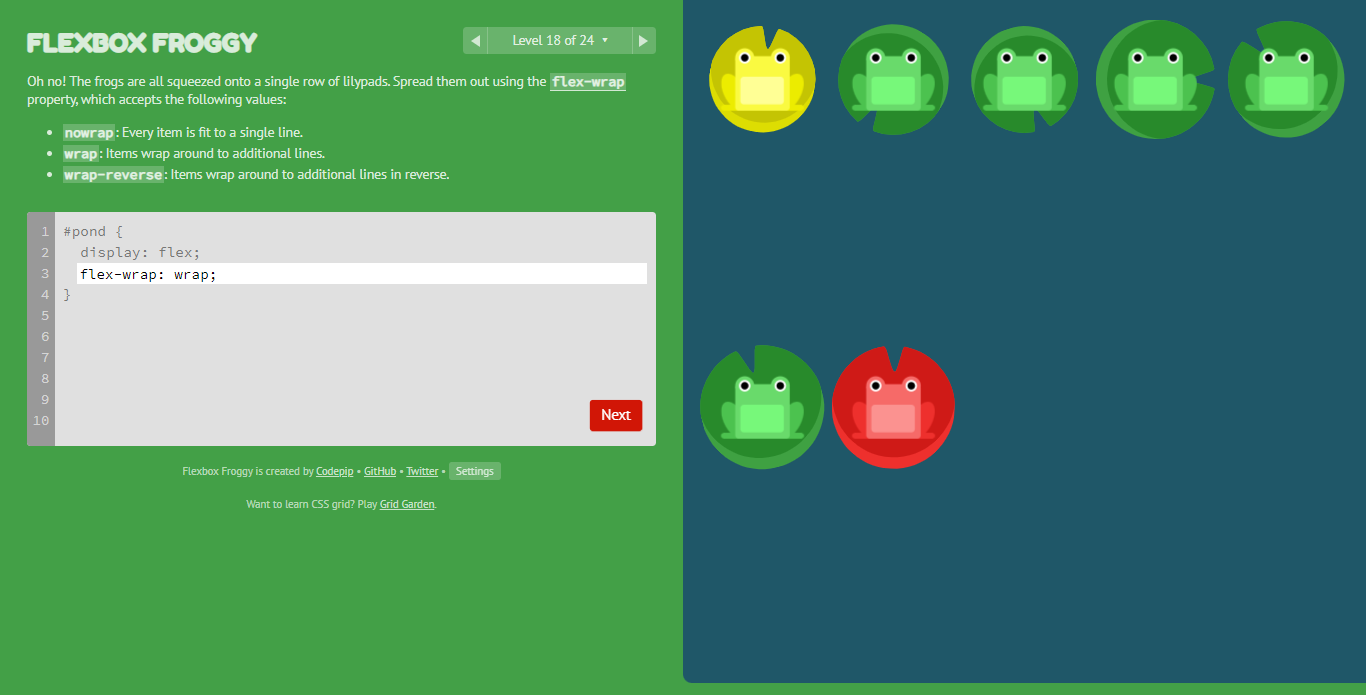 FLEXBOX FROGGY
◀ Level 18 of 24 ▾ ▶
Oh no! The frogs are all squeezed onto a single row of lilypads. Spread them out using the flex-wrap
property, which accepts the following values:
• nowrap: Every item is fit to a single line.
• wrap: Items wrap around to additional lines.
• wrap-reverse: Items wrap around to additional lines in reverse.
1 #pond {
2 display: flex;
3 flex-wrap: wrap;
4 }
5
6
7
8
9
10
Next
Flexbox Froggy is created by Codepip • GitHub • Twitter • Settings
Want to learn CSS grid? Play Grid Garden.